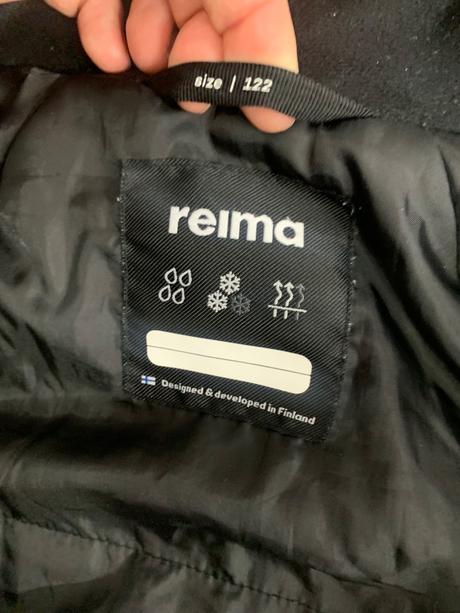 size | 122
reima
Designed & developed in Finland